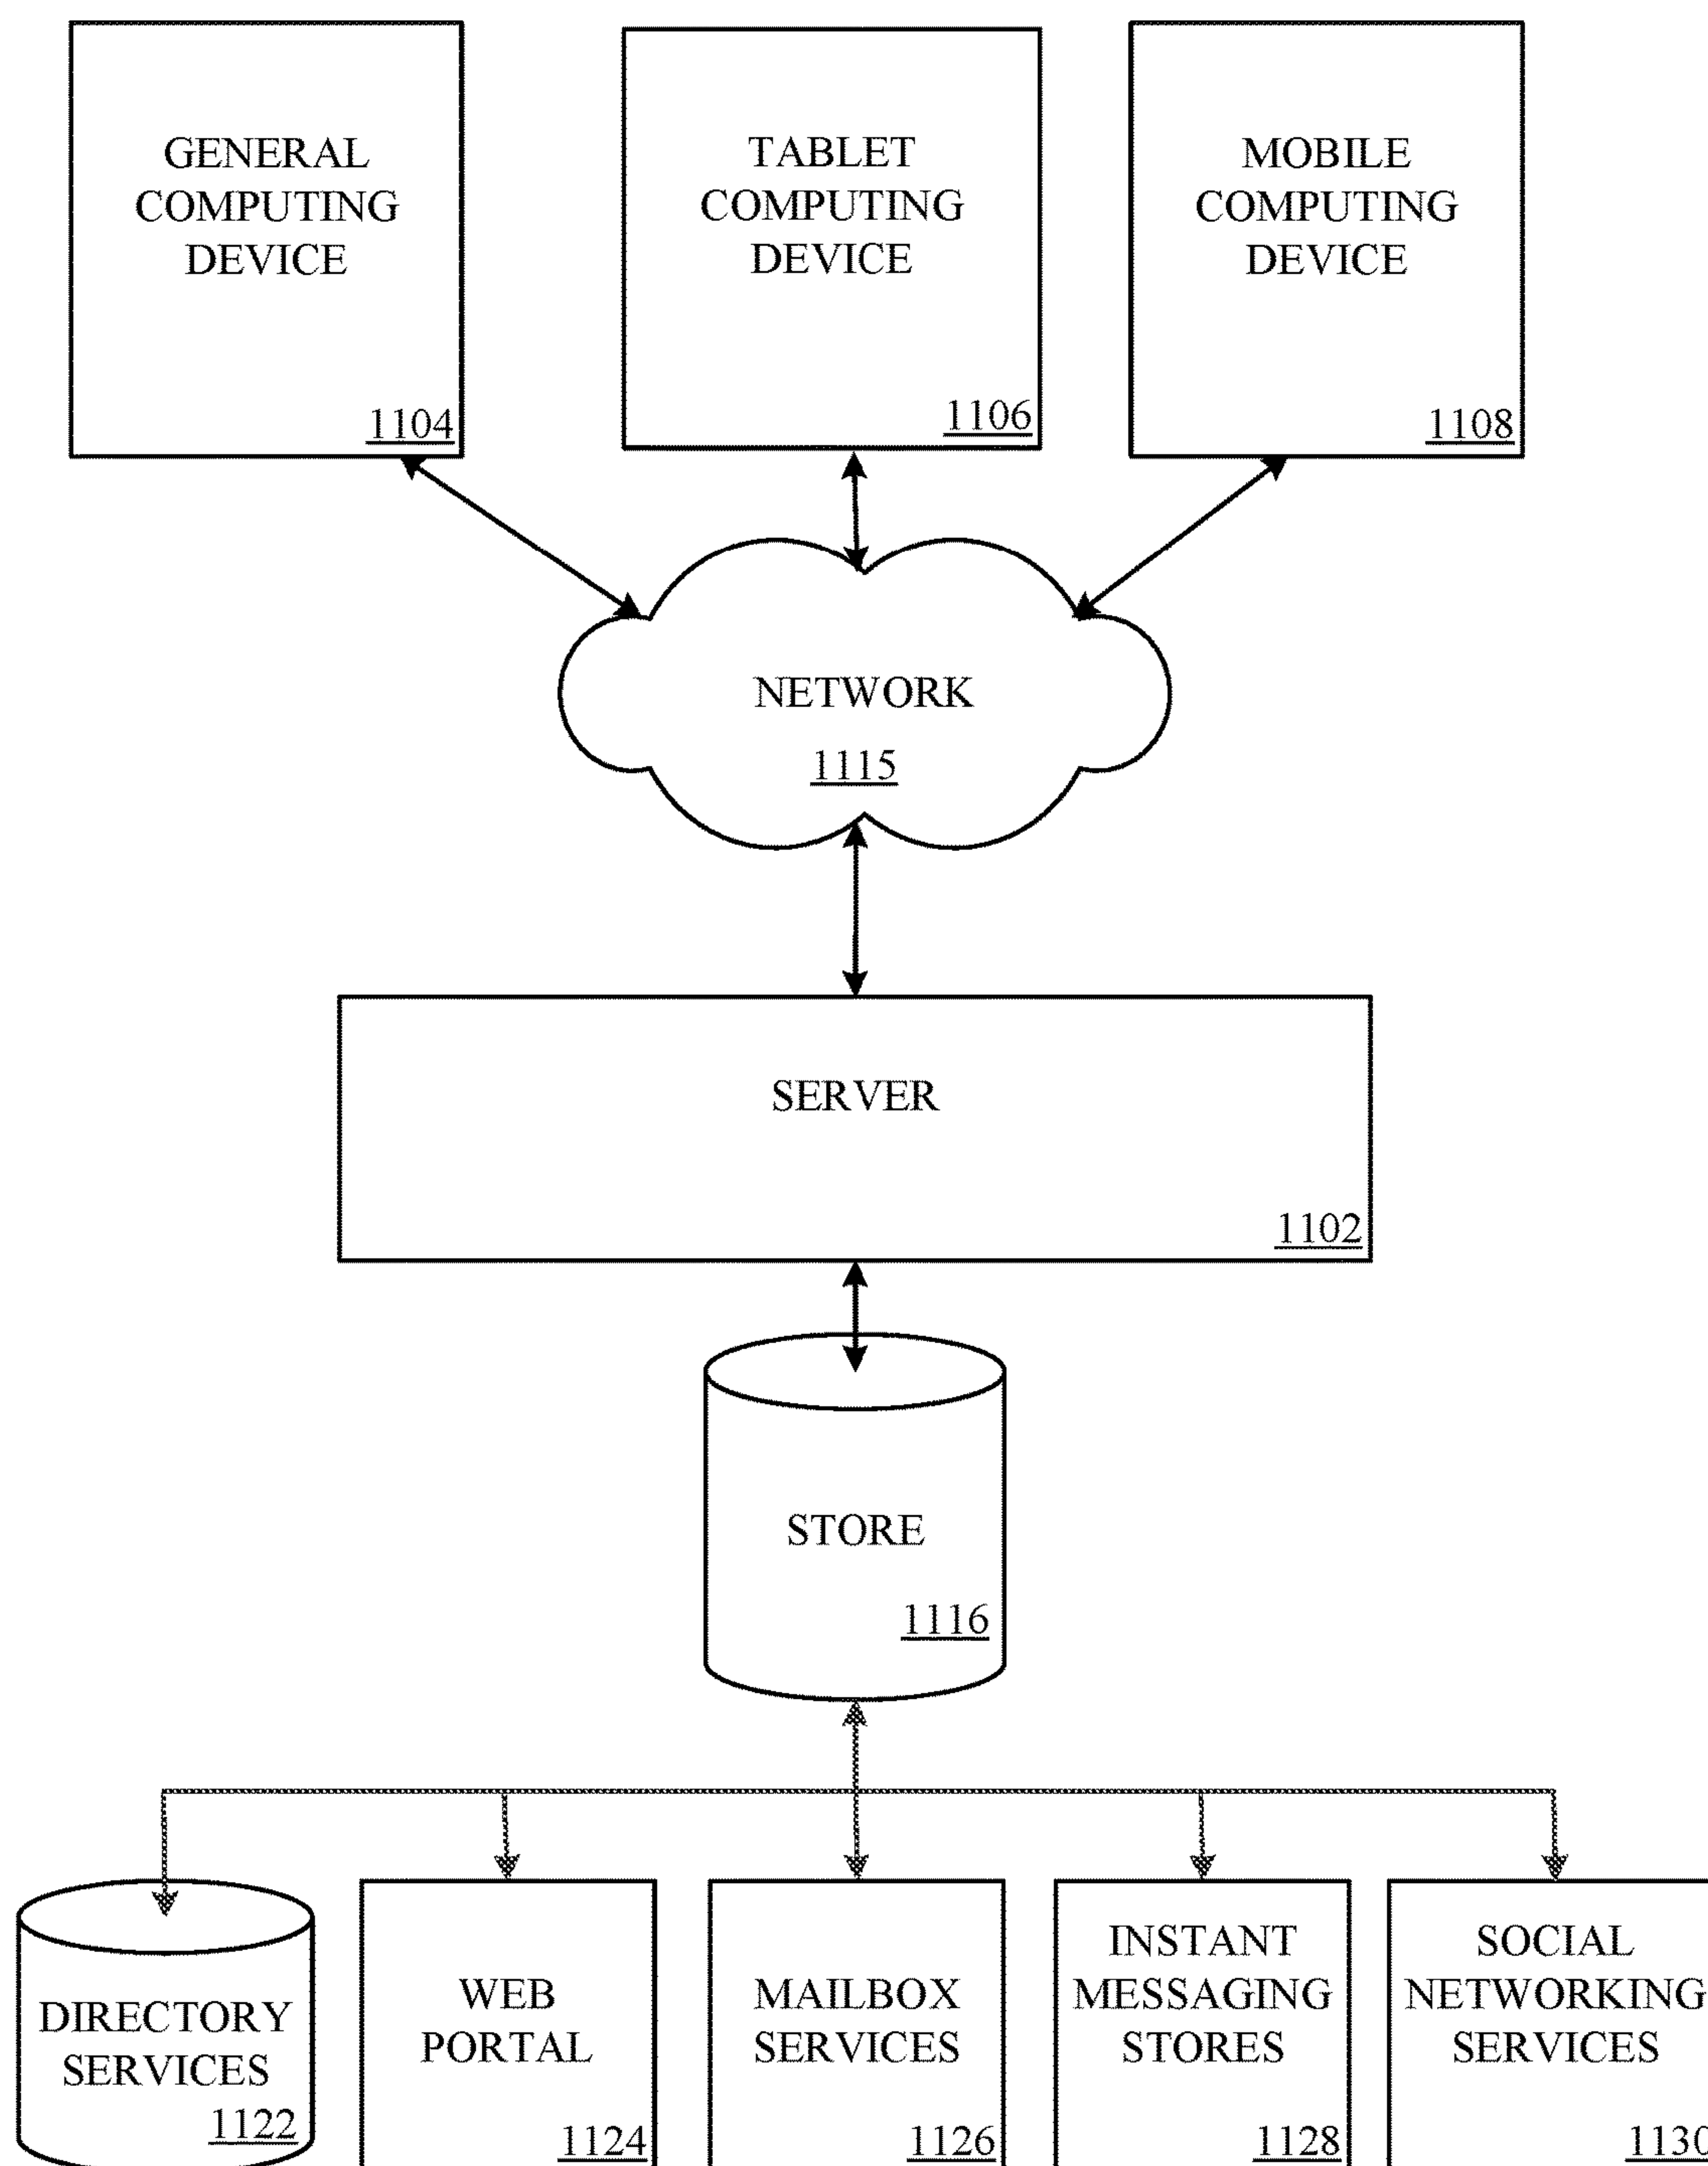 GENERAL
COMPUTING
DEVICE
1104
TABLET
COMPUTING
DEVICE
1106
MOBILE
COMPUTING
DEVICE
1108
NETWORK
1115
SERVER
1102
STORE
1116
DIRECTORY
SERVICES
1122
WEB
PORTAL
1124
MAILBOX
SERVICES
1126
INSTANT
MESSAGING
STORES
1128
SOCIAL
NETWORKING
SERVICES
1130